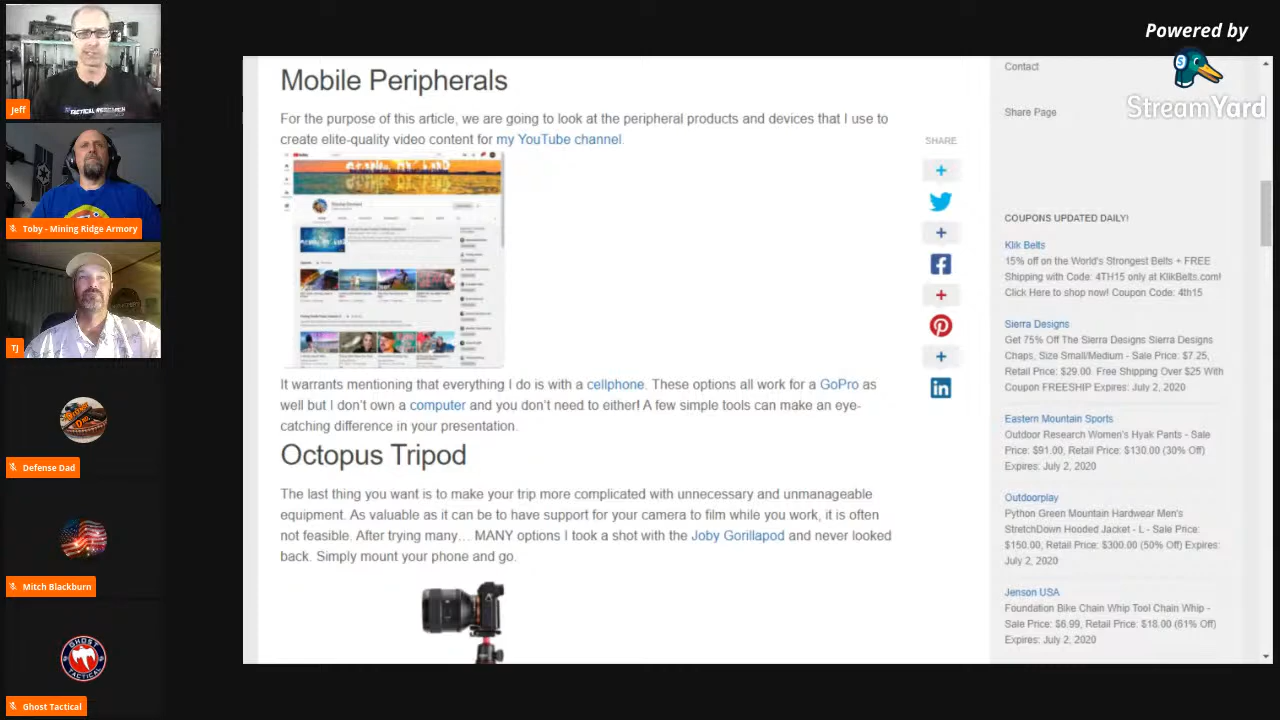 Powered by
StreamYard
Jeff
TACTICAL
Toby - Mining Ridge Armory
Tj
Defense Dad
Mitch Blackburn
GHOST
TACTICAL
Ghost Tactical
Mobile Peripherals
For the purpose of this article, we are going to look at the peripheral products and devices that I use to
create elite-quality video content for my YouTube channel.
It warrants mentioning that everything I do is with a cellphone. These options all work for a GoPro as
well but I don't own a computer and you don't need to either! A few simple tools can make an eye-
catching difference in your presentation.
Octopus Tripod
The last thing you want is to make your trip more complicated with unnecessary and unmanageable
equipment. As valuable as it can be to have support for your camera to film while you work, it is often
not feasible. After trying many… MANY options I took a shot with the Joby Gorillapod and never looked
back. Simply mount your phone and go.
SHARE
Contact
Share Page
COUPONS UPDATED DAILY!
Klik Belts
15% off on the World's Strongest Belts + FREE
Shipping with Code: 4TH15 only at KlikBelts.com!
Click Here to shop now! Coupon Code: 4th15
Sierra Designs
Get 75% Off The Sierra Designs Sierra Designs
Chaps, Size Small/Medium - Sale Price: $7.25,
Retail Price: $29.00. Free Shipping Over $25 With
Coupon FREESHIP Expires: July 2, 2020
Eastern Mountain Sports
Outdoor Research Women's Hyak Pants - Sale
Price: $91.00, Retail Price: $130.00 (30% Off)
Expires: July 2, 2020
Outdoorplay
Python Green Mountain Hardwear Men's
StretchDown Hooded Jacket - L - Sale Price:
$150.00, Retail Price: $300.00 (50% Off) Expires:
July 2, 2020
Jenson USA
Foundation Bike Chain Whip Tool Chain Whip -
Sale Price: $6.99, Retail Price: $18.00 (61% Off)
Expires: July 2, 2020